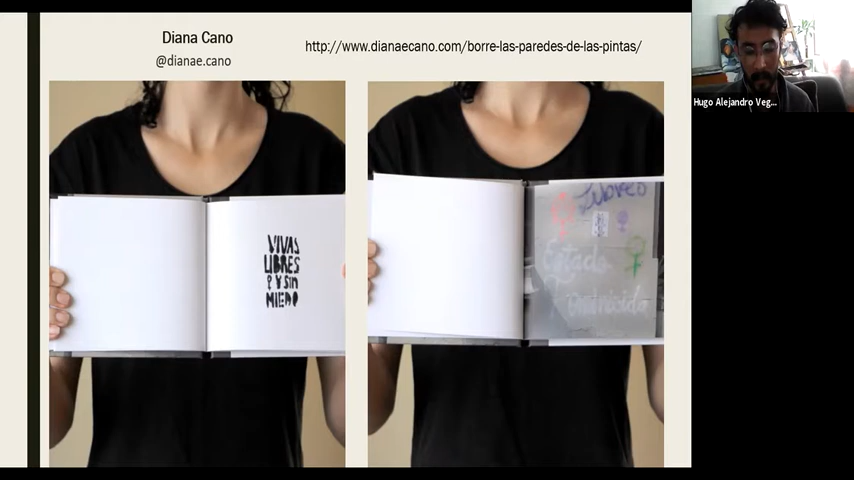 Diana Cano
@dianae.cano
http://www.dianaecano.com/borre-las-paredes-de-las-pintas/
Hugo Alejandro Veg...
VIVAS
LIBRES
Y SIN
MIEDO
Estado